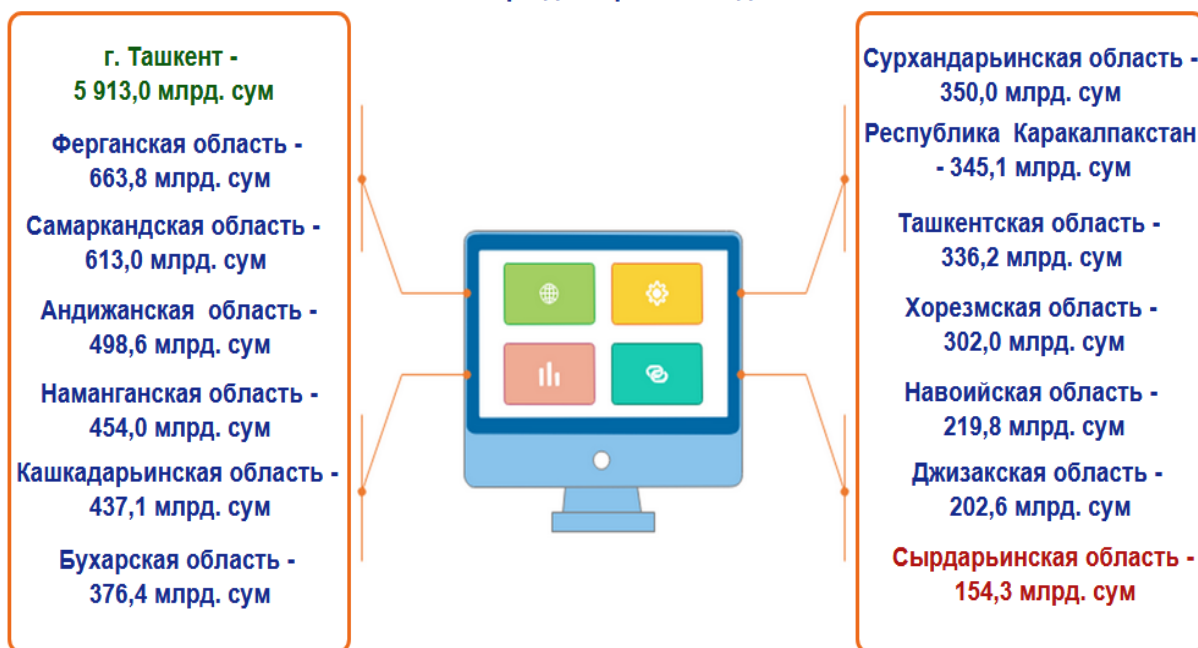 г. Ташкент -
5 913,0 млрд. сум
Ферганская область -
663,8 млрд. сум
Самаркандская область -
613,0 млрд. сум
Андижанская область -
498,6 млрд. сум
Наманганская область -
454,0 млрд. сум
Кашкадарьинская область -
437,1 млрд. сум
Бухарская область -
376,4 млрд. сум
Сурхандарьинская область -
350,0 млрд. сум
Республика Каракалпакстан
- 345,1 млрд. сум
Ташкентская область -
336,2 млрд. сум
Хорезмская область -
302,0 млрд. сум
Навоийская область -
219,8 млрд. сум
Джизакская область -
202,6 млрд. сум
Сырдарьинская область -
154,3 млрд. сум